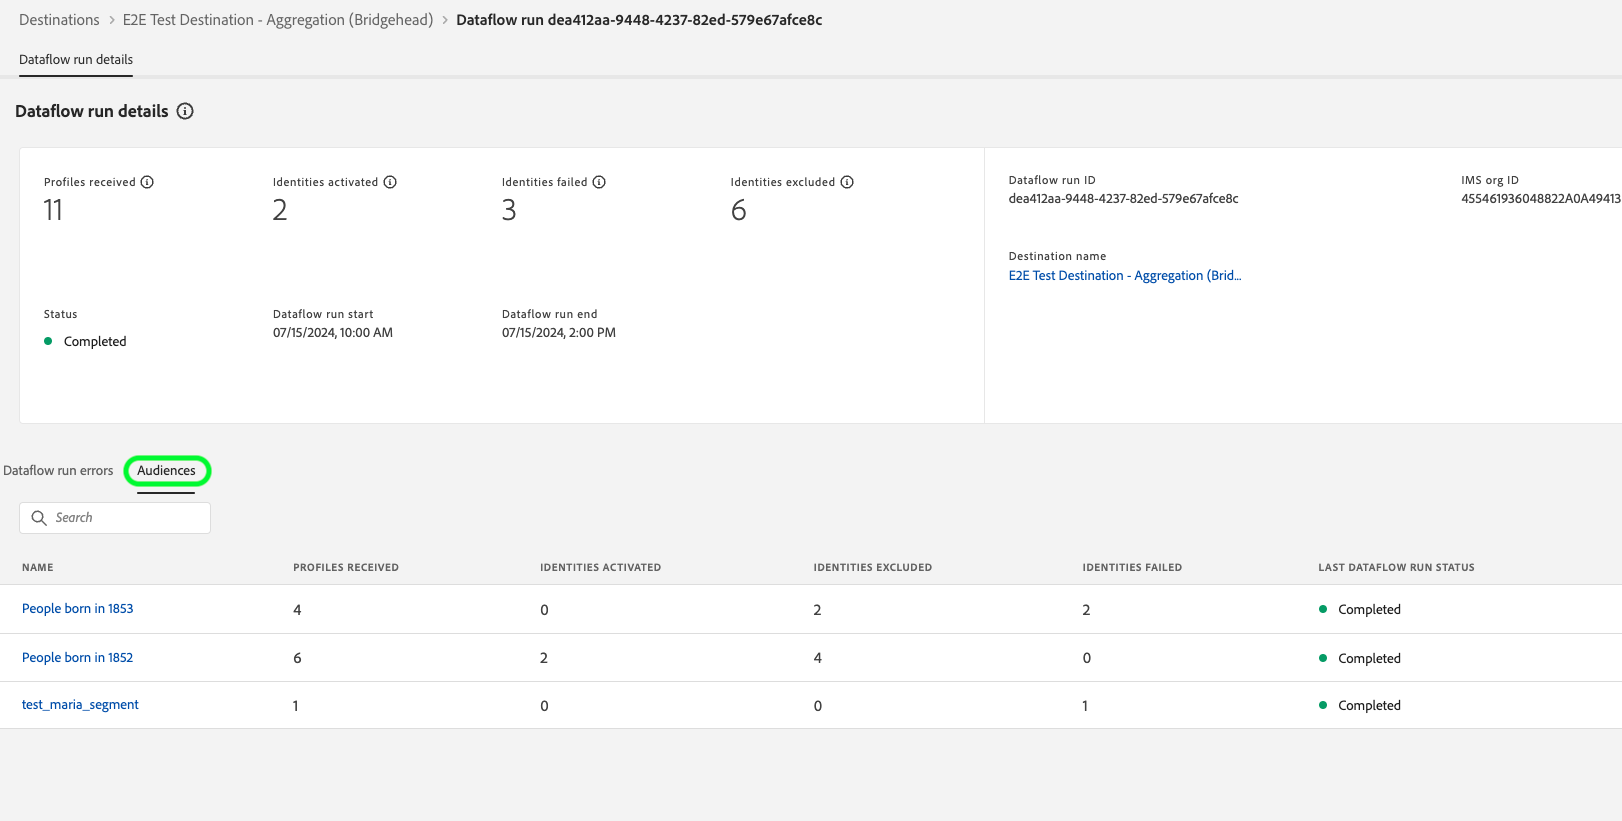 Destinations > E2E Test Destination - Aggregation (Bridgehead) > Dataflow run dea412aa-9448-4237-82ed-579e67afce8c
Dataflow run details
Dataflow run details
Profiles received Identities activated Identities failed Identities excluded
11 2 3 6
Status Dataflow run start Dataflow run end
Completed 07/15/2024, 10:00 AM 07/15/2024, 2:00 PM
Dataflow run ID IMS org ID
dea412aa-9448-4237-82ed-579e67afce8c 455461936048822A0A49413
Destination name
E2E Test Destination - Aggregation (Brid...
Dataflow run errors Audiences
Search
NAME PROFILES RECEIVED IDENTITIES ACTIVATED IDENTITIES EXCLUDED IDENTITIES FAILED LAST DATAFLOW RUN STATUS
People born in 1853 4 0 2 2 Completed
People born in 1852 6 2 4 0 Completed
test_maria_segment 1 0 0 1 Completed